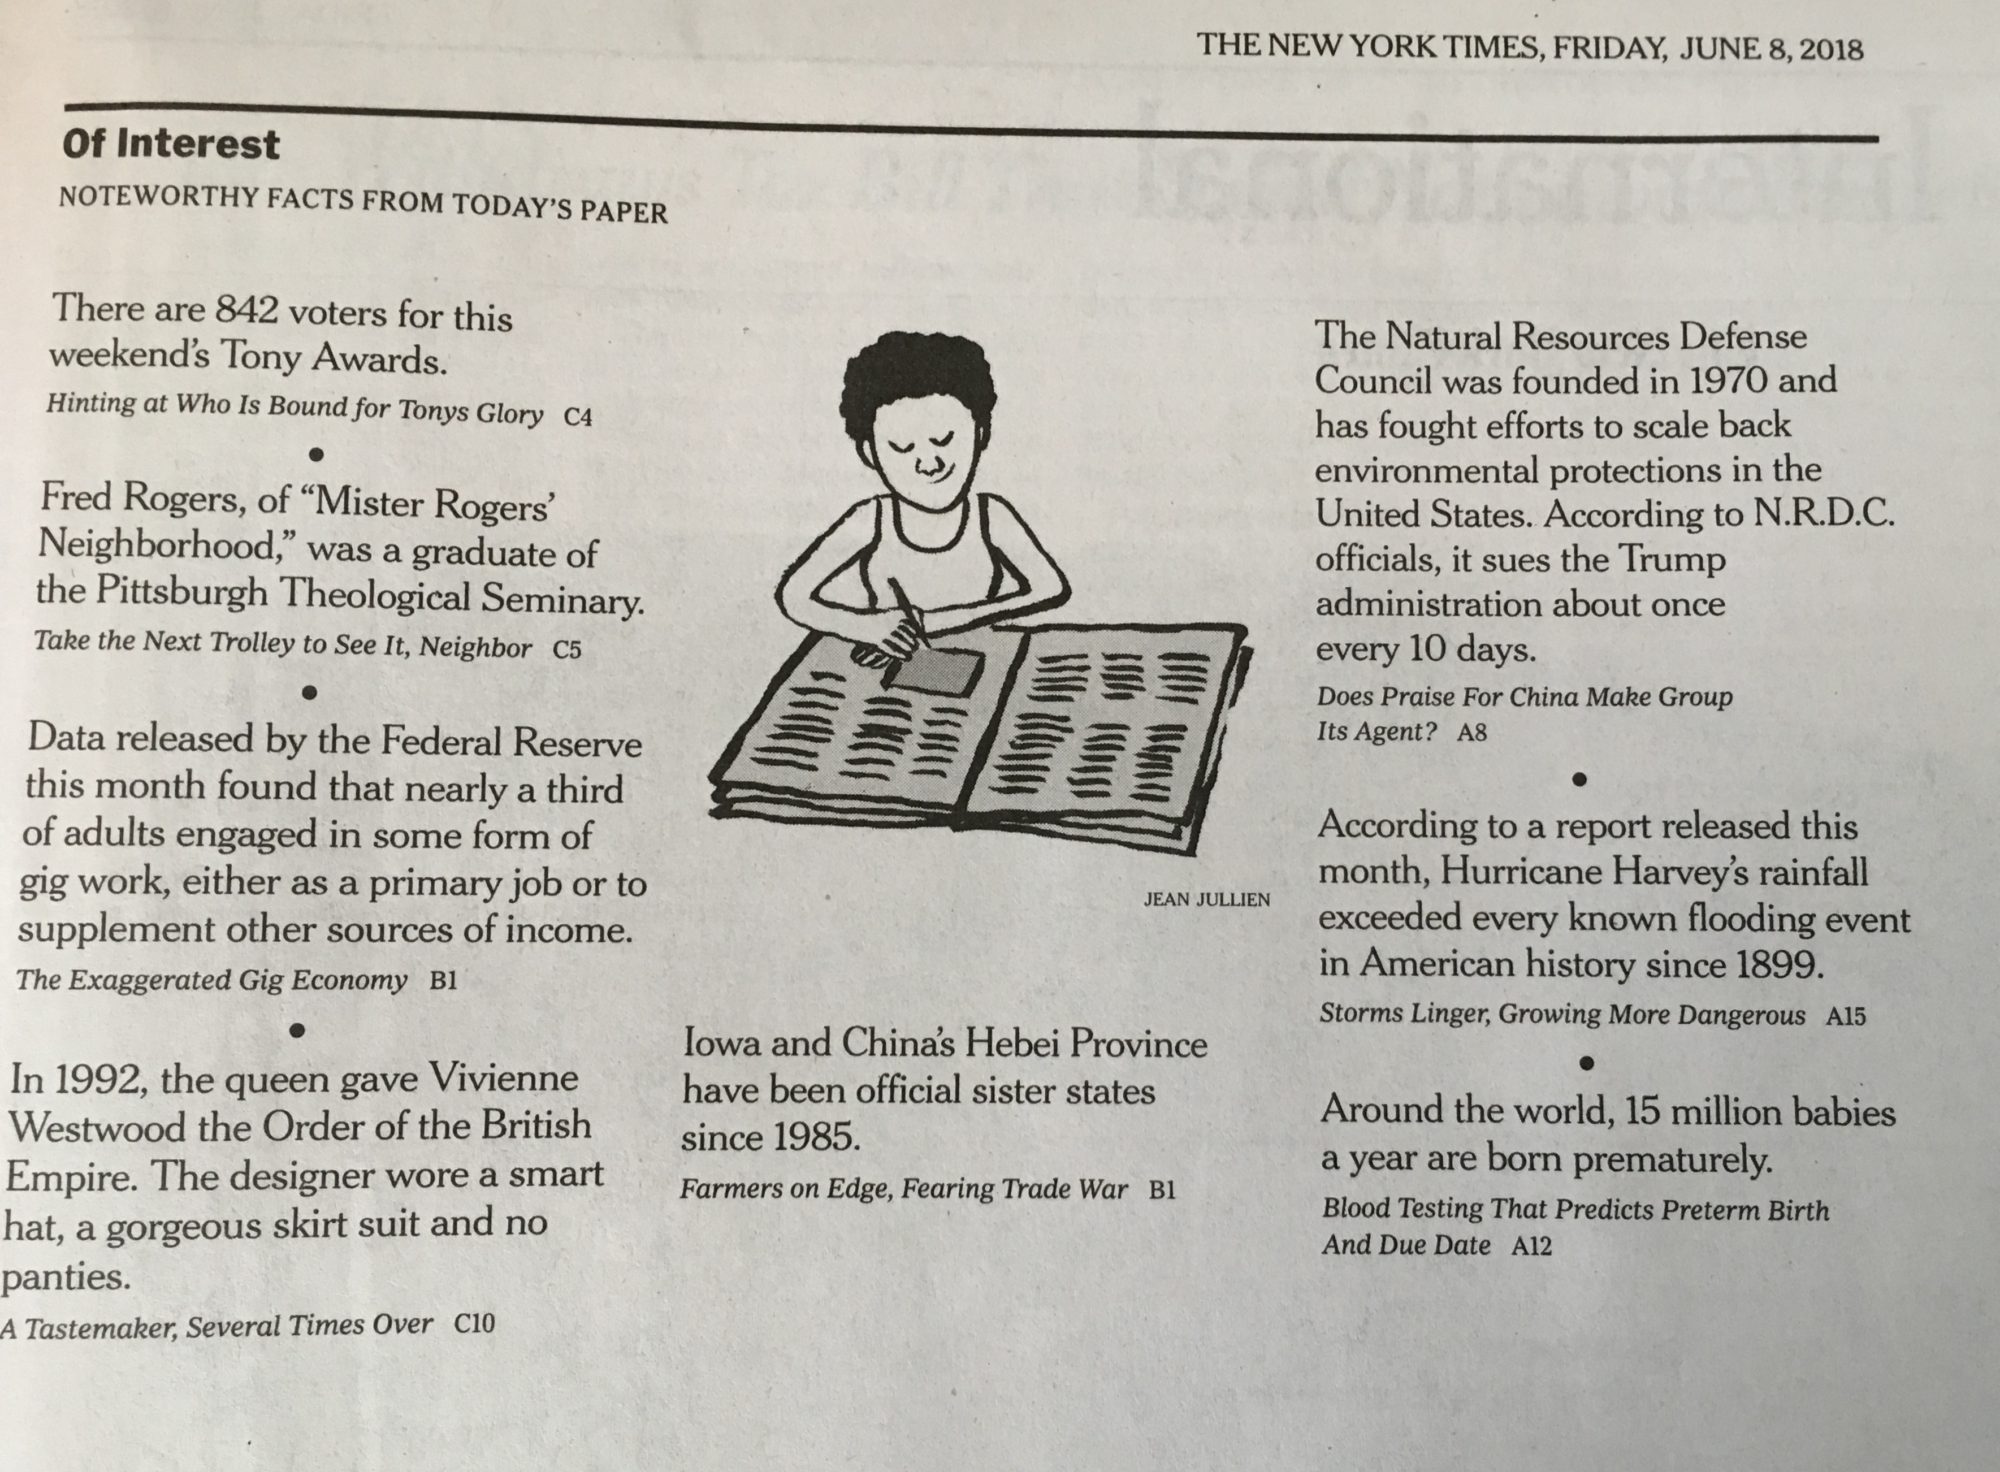 THE NEW YORK TIMES, FRIDAY, JUNE 8, 2018
Of Interest
NOTEWORTHY FACTS FROM TODAY'S PAPER
There are 842 voters for this
weekend's Tony Awards.
Hinting at Who Is Bound for Tonys Glory C4
Fred Rogers, of “Mister Rogers’
Neighborhood,” was a graduate of
the Pittsburgh Theological Seminary.
Take the Next Trolley to See It, Neighbor C5
Data released by the Federal Reserve
this month found that nearly a third
of adults engaged in some form of
gig work, either as a primary job or to
supplement other sources of income.
The Exaggerated Gig Economy B1
In 1992, the queen gave Vivienne
Westwood the Order of the British
Empire. The designer wore a smart
hat, a gorgeous skirt suit and no
panties.
A Tastemaker, Several Times Over C10
JEAN JULLIEN
Iowa and China's Hebei Province
have been official sister states
since 1985.
Farmers on Edge, Fearing Trade War B1
The Natural Resources Defense
Council was founded in 1970 and
has fought efforts to scale back
environmental protections in the
United States. According to N.R.D.C.
officials, it sues the Trump
administration about once
every 10 days.
Does Praise For China Make Group
Its Agent? A8
According to a report released this
month, Hurricane Harvey's rainfall
exceeded every known flooding event
in American history since 1899.
Storms Linger, Growing More Dangerous A15
Around the world, 15 million babies
a year are born prematurely.
Blood Testing That Predicts Preterm Birth
And Due Date A12